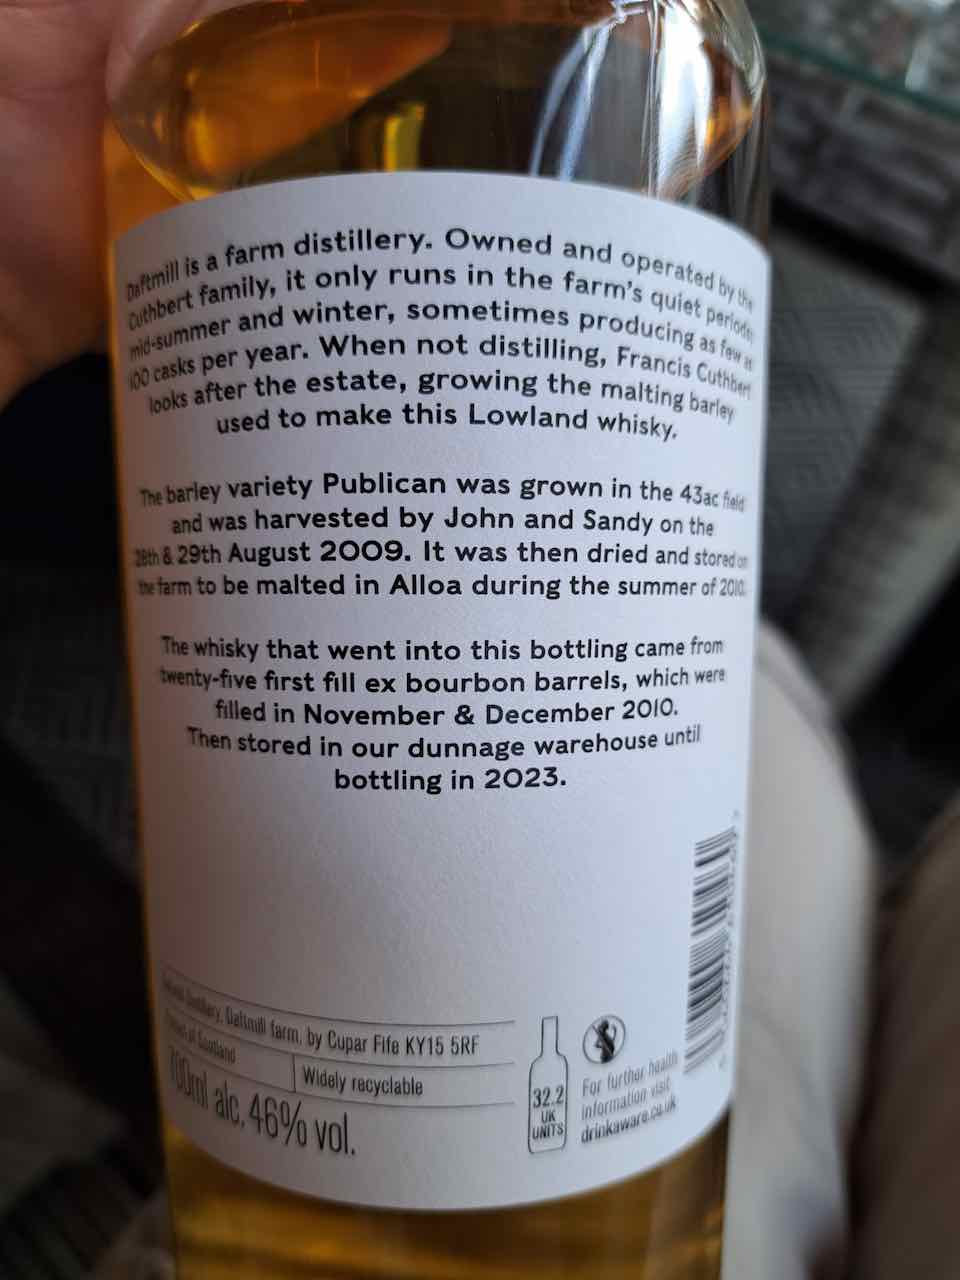 Daftmill is a farm distillery. Owned and operated by the
Cuthbert family, it only runs in the farm's quiet periods
mid-summer and winter, sometimes producing as few as
100 casks per year. When not distilling, Francis Cuthbert
looks after the estate, growing the malting barley
used to make this Lowland whisky.
The barley variety Publican was grown in the 43ac field
and was harvested by John and Sandy on the
28th & 29th August 2009. It was then dried and stored on
the farm to be malted in Alloa during the summer of 2010.
The whisky that went into this bottling came from
twenty-five first fill ex bourbon barrels, which were
filled in November & December 2010.
Then stored in our dunnage warehouse until
bottling in 2023.
Distillery, Daftmill farm, by Cupar Fife KY15 5RF
of Scotland
Widely recyclable
700ml alc. 46% vol.
32.2
UK
UNITS
For further health
information visit
drinkaware.co.uk